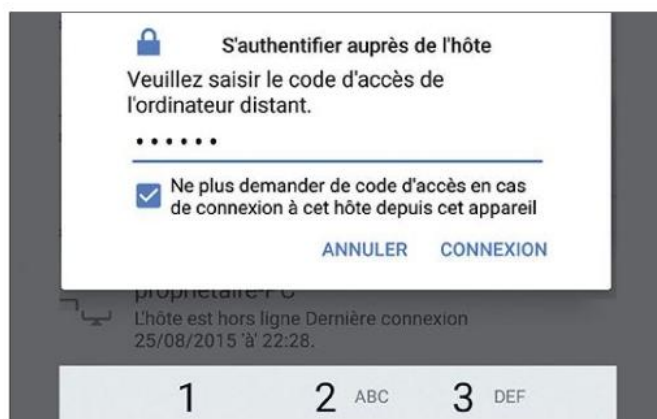 S'authentifier auprès de l'hôte
Veuillez saisir le code d'accès de
l'ordinateur distant.
••••••
Ne plus demander de code d'accès en cas
de connexion à cet hôte depuis cet appareil
ANNULER CONNEXION
propriétaire-PC
L'hôte est hors ligne Dernière connexion
25/08/2015 'à' 22:28.
1 2 ABC 3 DEF